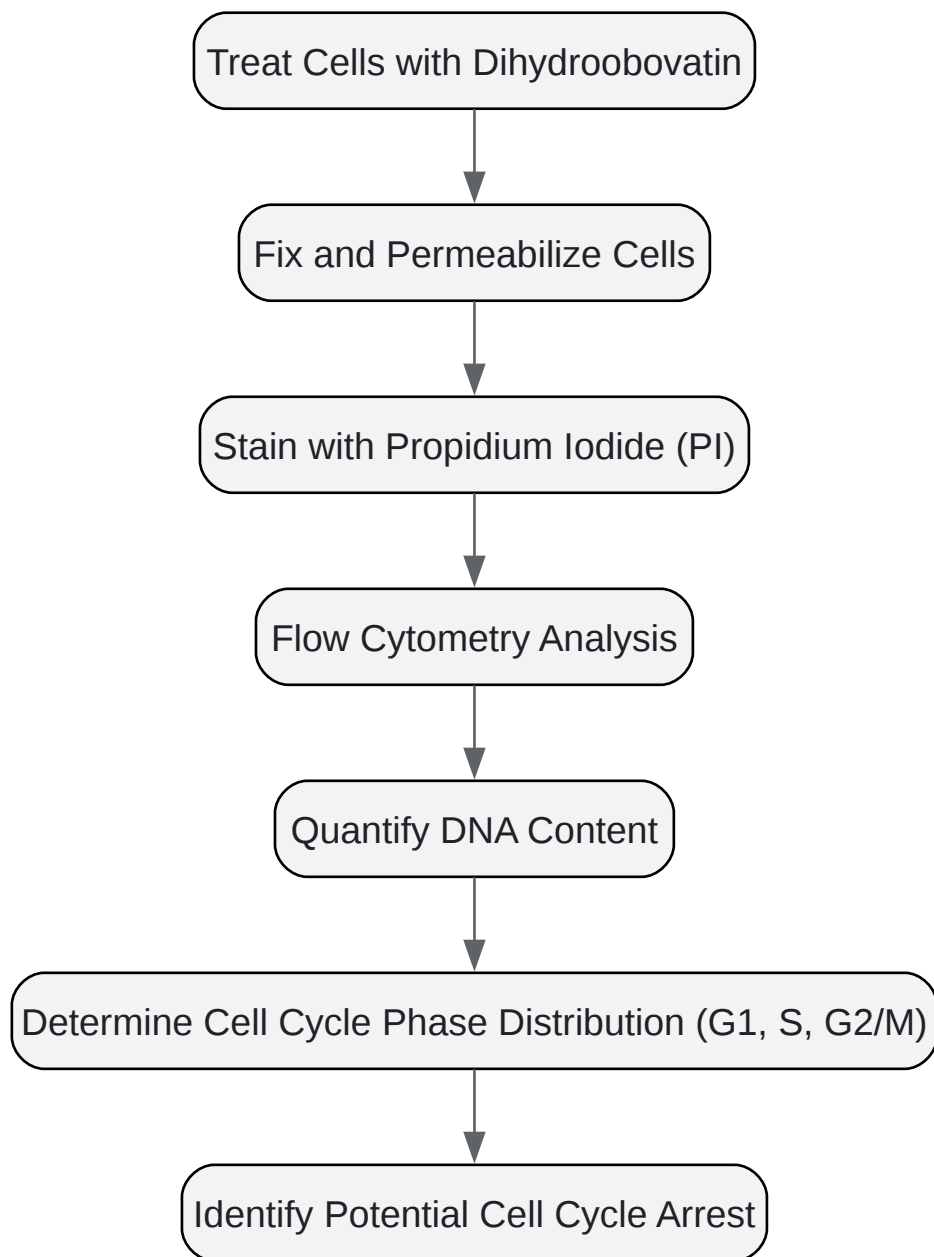 Treat Cells with Dihydroobovatin
Fix and Permeabilize Cells
Stain with Propidium Iodide (PI)
Flow Cytometry Analysis
Quantify DNA Content
Determine Cell Cycle Phase Distribution (G1, S, G2/M)
Identify Potential Cell Cycle Arrest